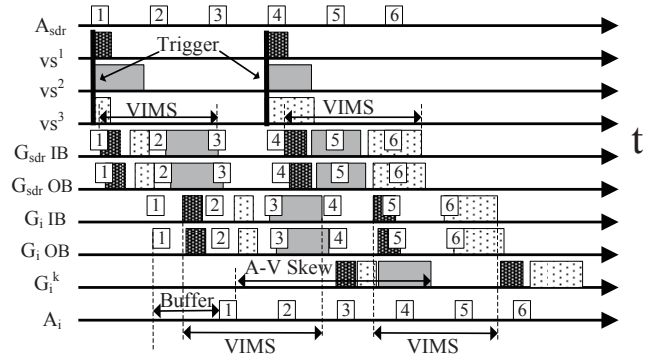 A_sdr 1 2 3 4 5 6
vs^1 Trigger
vs^2
vs^3 VIMS VIMS
t
G_sdr IB 1 2 3 4 5 6
G_sdr OB 1 2 3 4 5 6
G_i IB 1 2 3 4 5 6
G_i OB 1 2 3 4 5 6
G_i^k A-V Skew
Buffer
A_i 1 2 3 4 5 6
VIMS VIMS